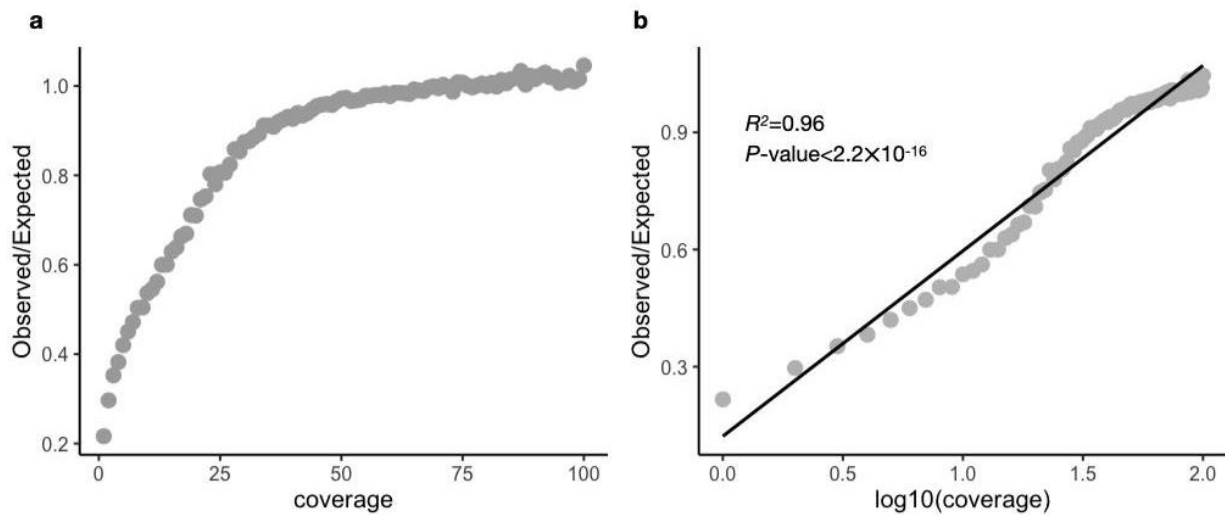 a
Observed/Expected
1.0
0.8
0.6
0.4
0.2
0
25
50
75
100
coverage
b
Observed/Expected
R²=0.96
P-value<2.2×10⁻¹⁶
0.9
0.6
0.3
0.0
0.5
1.0
1.5
2.0
log10(coverage)